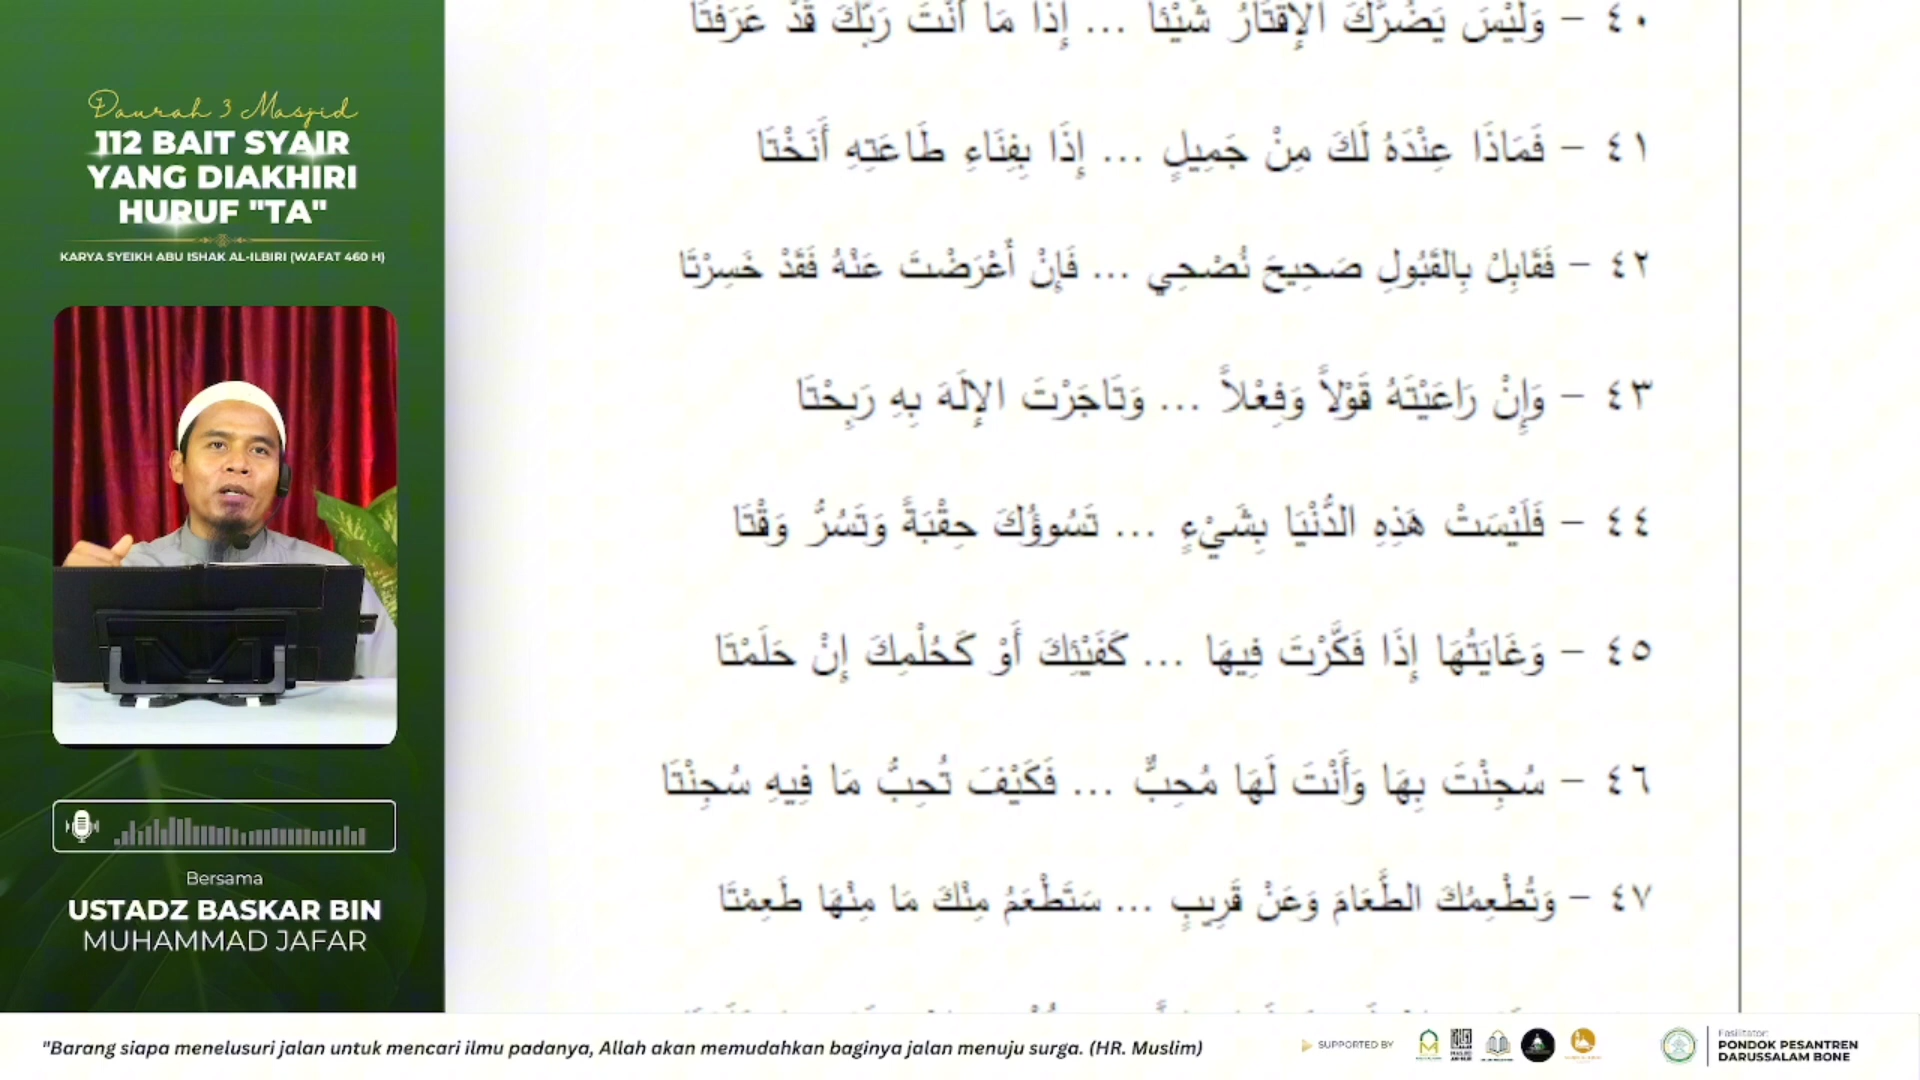 Daurah 3 Masjid
112 BAIT SYAIR
YANG DIAKHIRI
HURUF "TA"
KARYA SYEIKH ABU ISHAK AL-ILBIRI (WAFAT 460 H)
Bersama
USTADZ BASKAR BIN
MUHAMMAD JAFAR
٤٠ – وَلَيْسَ يَضُرُّكَ الإِقْتَارُ شَيْئًا ... إِذَا مَا أَنْتَ رَبَّكَ قَدْ عَرَفْتَا
٤١ – فَمَاذَا عِنْدَهُ لَكَ مِنْ جَمِيلٍ ... إِذَا بِفِنَاءِ طَاعَتِهِ أَنَخْتَا
٤٢ – فَقَابِلْ بِالقَبُولِ صَحِيحَ نُصْحِي ... فَإِنْ أَعْرَضْتَ عَنْهُ فَقَدْ خَسِرْتَا
٤٣ – وَإِنْ رَاعَيْتَهُ قَوْلاً وَفِعْلاً ... وَتَاجَرْتَ الإِلَهَ بِهِ رَبِحْتَا
٤٤ – فَلَيْسَتْ هَذِهِ الدُّنْيَا بِشَيْءٍ ... تَسُوؤُكَ حِقْبَةً وَتَسُرُّ وَقْتَا
٤٥ – وَغَايَتُهَا إِذَا فَكَّرْتَ فِيهَا ... كَفَيْئِكَ أَوْ كَحُلْمِكَ إِنْ حَلَمْتَا
٤٦ – سُجِنْتَ بِهَا وَأَنْتَ لَهَا مُحِبٌّ ... فَكَيْفَ تُحِبُّ مَا فِيهِ سُجِنْتَا
٤٧ – وَتُطْعِمُكَ الطَّعَامَ وَعَنْ قَرِيبٍ ... سَتَطْعَمُ مِنْكَ مَا مِنْهَا طَعِمْتَا
"Barang siapa menelusuri jalan untuk mencari ilmu padanya, Allah akan memudahkan baginya jalan menuju surga. (HR. Muslim)
SUPPORTED BY
Fasilitator:
PONDOK PESANTREN
DARUSSALAM BONE